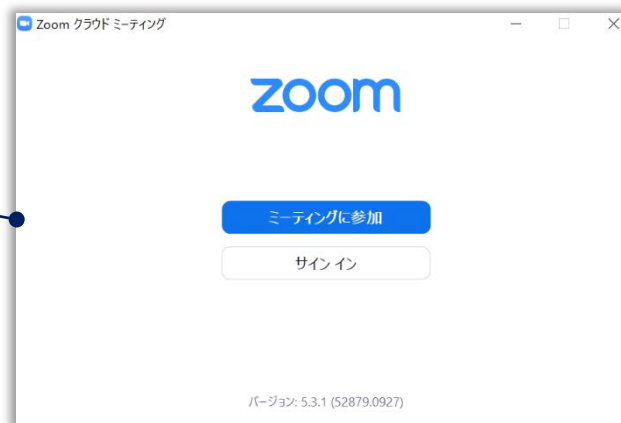 Zoom クラウド ミーティング
zoom
ミーティングに参加
サイン イン
バージョン: 5.3.1 (52879.0927)